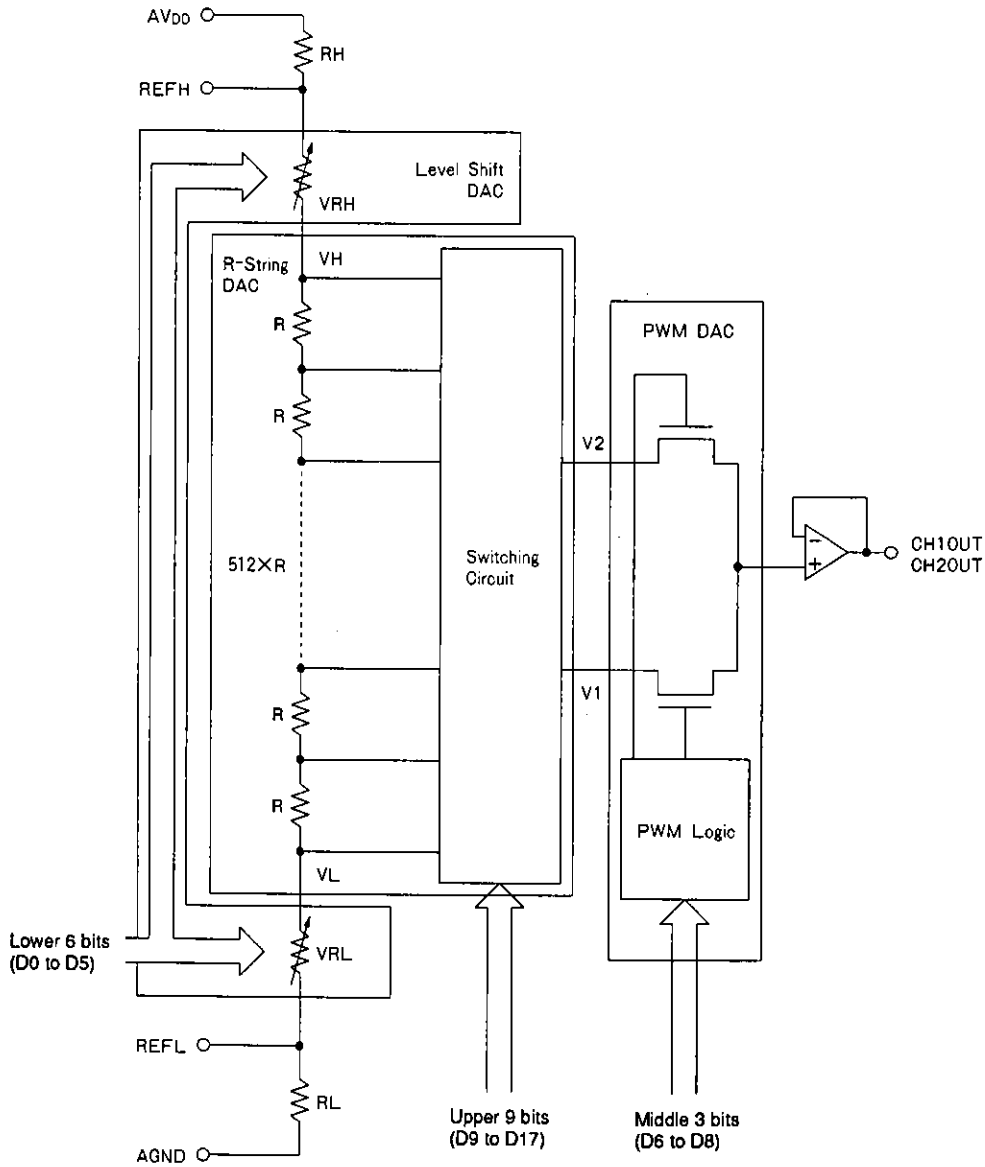 AVDD
RH
REFH
Level Shift
DAC
VRH
R-String
DAC
VH
R
R
512×R
Switching
Circuit
V2
V1
PWM DAC
CH1OUT
CH2OUT
-
+
R
R
PWM Logic
VL
Lower 6 bits
(D0 to D5)
VRL
REFL
RL
Upper 9 bits
(D9 to D17)
Middle 3 bits
(D6 to D8)
AGND